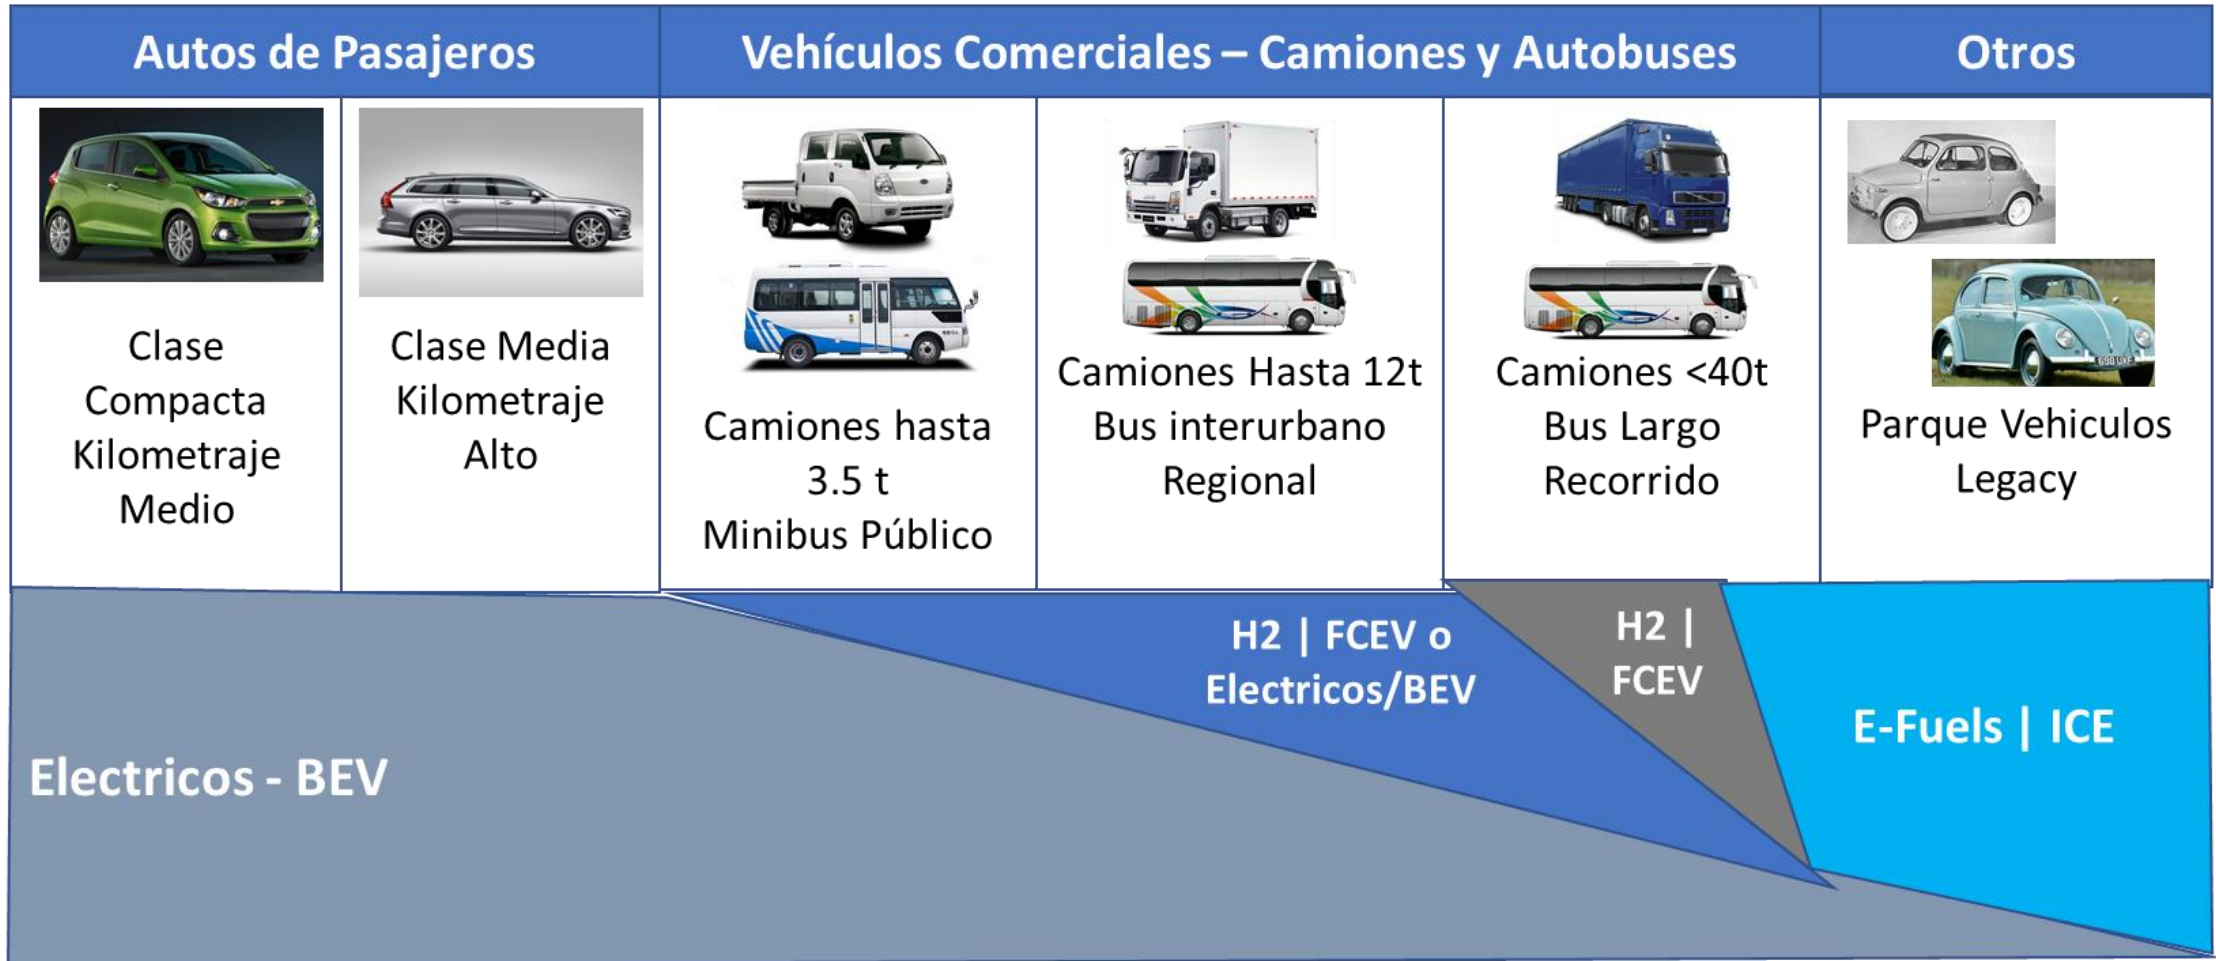 Autos de Pasajeros
Vehículos Comerciales – Camiones y Autobuses
Otros
Clase
Compacta
Kilometraje
Medio
Clase Media
Kilometraje
Alto
Camiones hasta
3.5 t
Minibus Público
Camiones Hasta 12t
Bus interurbano
Regional
Camiones <40t
Bus Largo
Recorrido
Parque Vehiculos
Legacy
Electricos - BEV
H2 | FCEV o
Electricos/BEV
H2 |
FCEV
E-Fuels | ICE